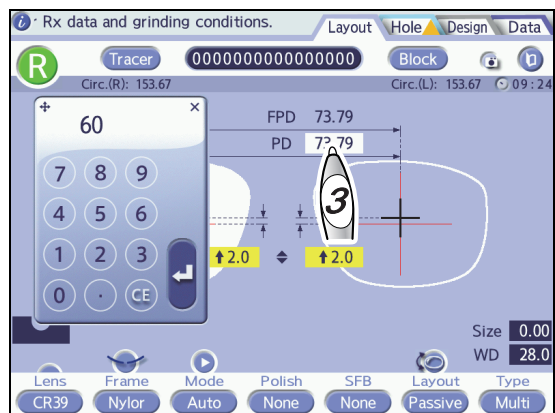 Rx data and grinding conditions.
Layout Hole Design Data
R Tracer 0000000000000000 Block
Circ.(R): 153.67 Circ.(L): 153.67 09:24
60 ×
FPD 73.79
PD 73.79
7 8 9
4 5 6
1 2 3
0 · CE
3
2.0 2.0
Size 0.00
WD 28.0
Lens Frame Mode Polish SFB Layout Type
CR39 Nylor Auto None None Passive Multi